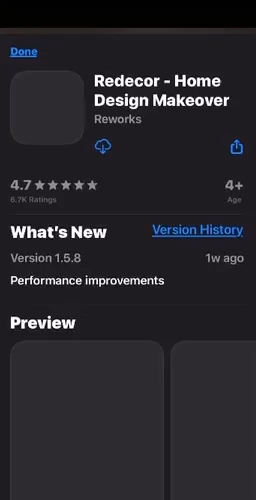 Done
Redecor - Home
Design Makeover
Reworks
4.7
4+
6.7K Ratings
Age
What's New
Version History
Version 1.5.8
1w ago
Performance improvements
Preview